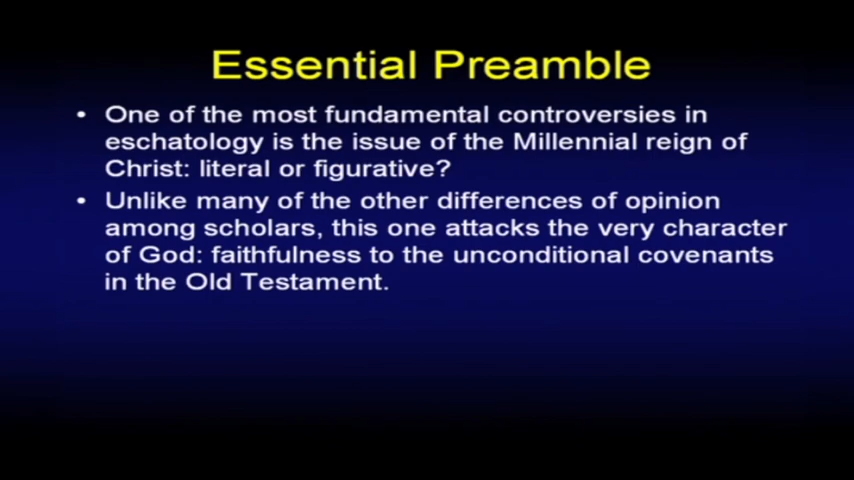 Essential Preamble
• One of the most fundamental controversies in
eschatology is the issue of the Millennial reign of
Christ: literal or figurative?
• Unlike many of the other differences of opinion
among scholars, this one attacks the very character
of God: faithfulness to the unconditional covenants
in the Old Testament.